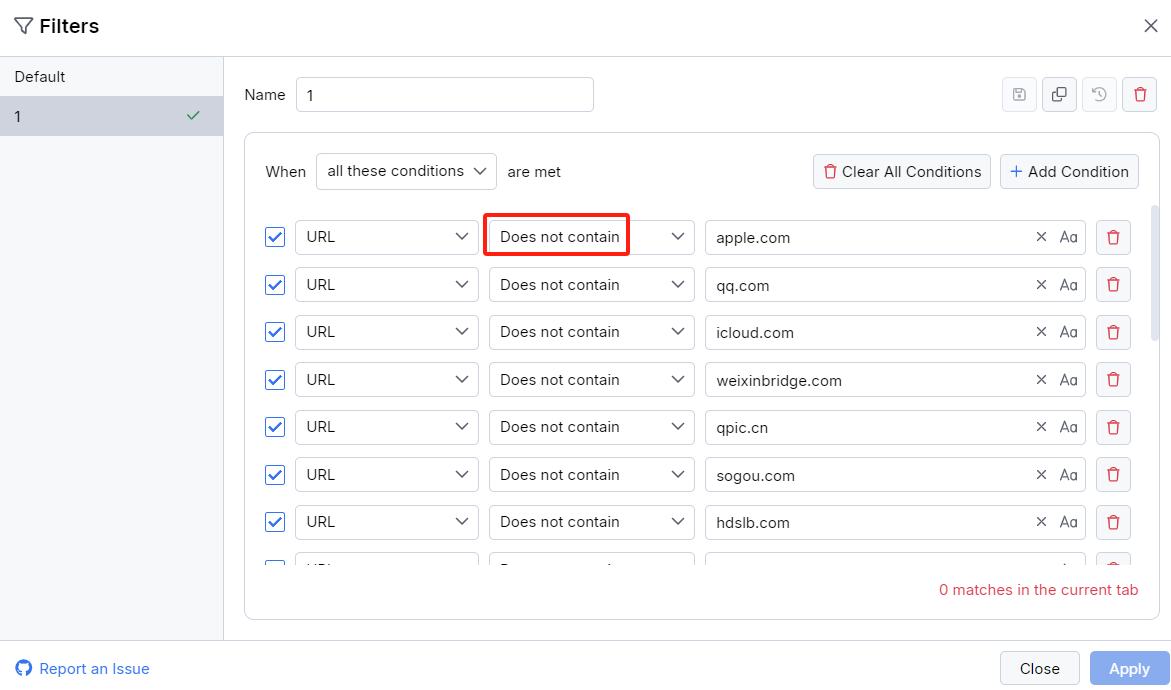 Filters
Default
1
Name 1
When all these conditions are met Clear All Conditions + Add Condition
URL Does not contain apple.com Aa
URL Does not contain qq.com Aa
URL Does not contain icloud.com Aa
URL Does not contain weixinbridge.com Aa
URL Does not contain qpic.cn Aa
URL Does not contain sogou.com Aa
URL Does not contain hdslb.com Aa
0 matches in the current tab
Report an Issue Close Apply